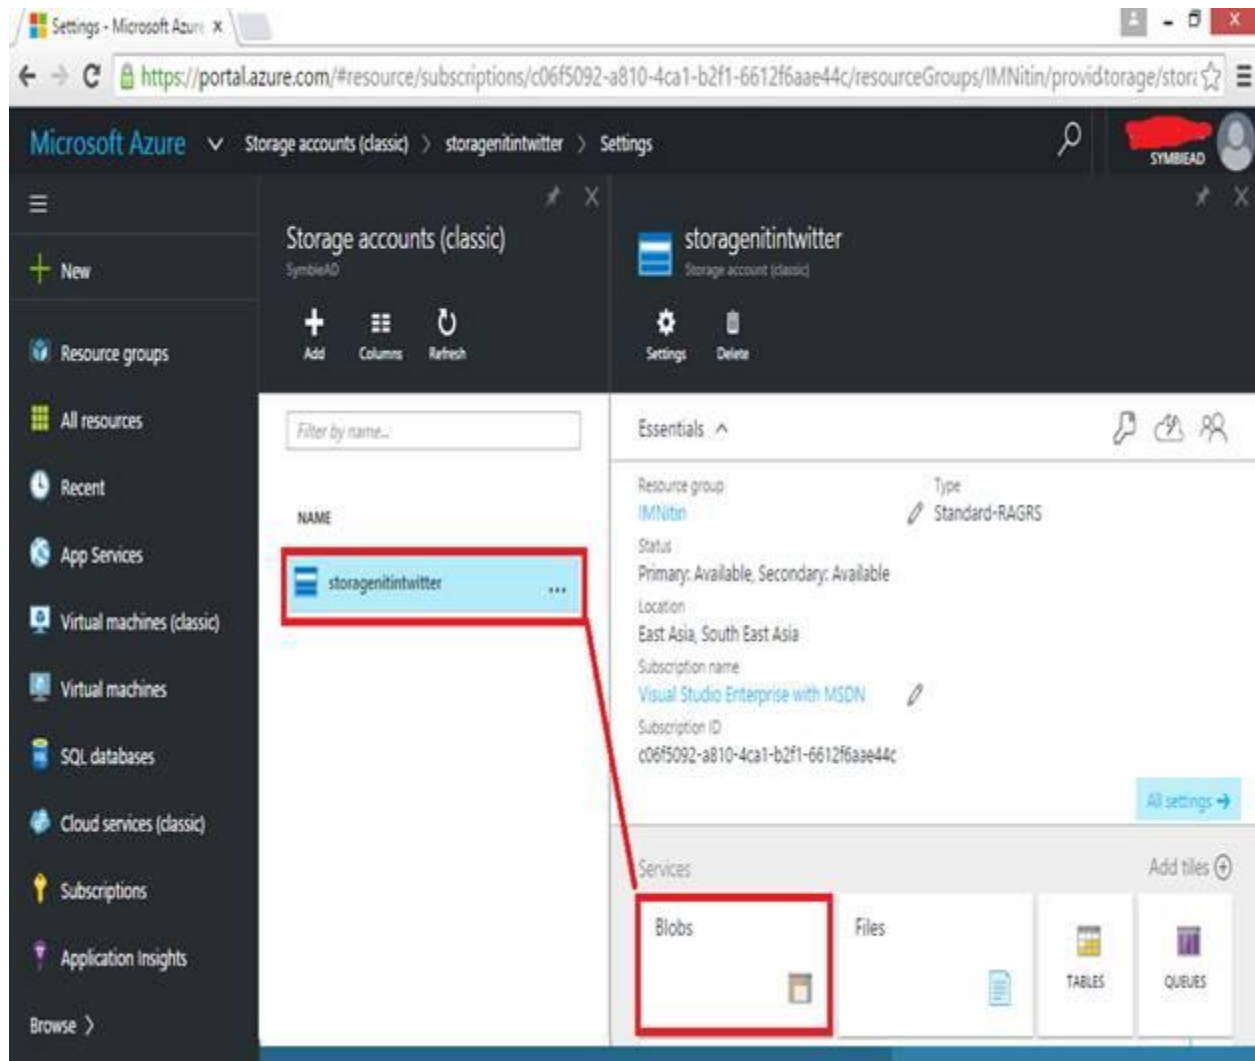 Settings - Microsoft Azure x
https://portal.azure.com/#resource/subscriptions/c06f5092-a810-4ca1-b2f1-6612f6aae44c/resourceGroups/IMNitin/providtorage/stora
Microsoft Azure Storage accounts (classic) > storagenitintwitter > Settings
SYMBIEAD
New
Resource groups
All resources
Recent
App Services
Virtual machines (classic)
Virtual machines
SQL databases
Cloud services (classic)
Subscriptions
Application Insights
Browse >
Storage accounts (classic)
SymbieAD
Add Columns Refresh
Filter by name...
NAME
storagenitintwitter ...
storagenitintwitter
Storage account (classic)
Settings Delete
Essentials
Resource group Type
IMNitin Standard-RAGRS
Status
Primary: Available, Secondary: Available
Location
East Asia, South East Asia
Subscription name
Visual Studio Enterprise with MSDN
Subscription ID
c06f5092-a810-4ca1-b2f1-6612f6aae44c
All settings →
Services Add tiles
Blobs Files
TABLES QUEUES